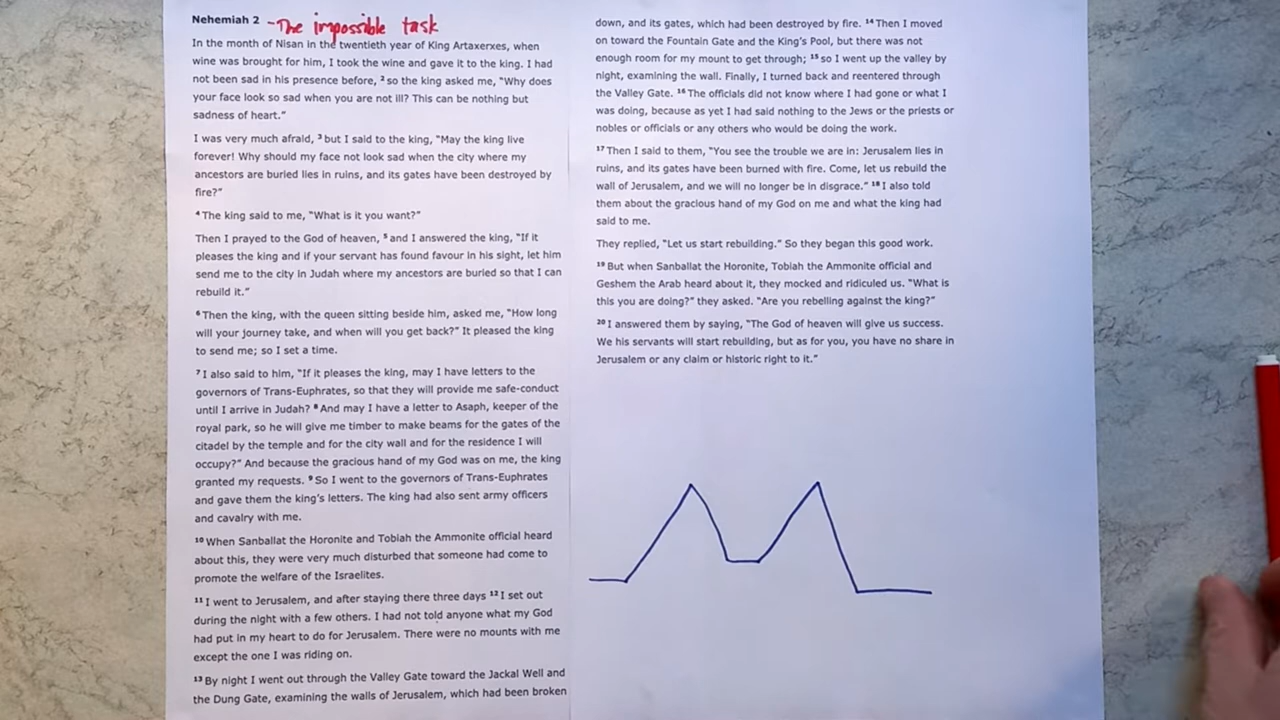 Nehemiah 2 - The impossible task
In the month of Nisan in the twentieth year of King Artaxerxes, when
wine was brought for him, I took the wine and gave it to the king. I had
not been sad in his presence before, ² so the king asked me, “Why does
your face look so sad when you are not ill? This can be nothing but
sadness of heart.”
I was very much afraid, ³ but I said to the king, “May the king live
forever! Why should my face not look sad when the city where my
ancestors are buried lies in ruins, and its gates have been destroyed by
fire?”
⁴ The king said to me, “What is it you want?”
Then I prayed to the God of heaven, ⁵ and I answered the king, “If it
pleases the king and if your servant has found favour in his sight, let him
send me to the city in Judah where my ancestors are buried so that I can
rebuild it.”
⁶ Then the king, with the queen sitting beside him, asked me, “How long
will your journey take, and when will you get back?” It pleased the king
to send me; so I set a time.
⁷ I also said to him, “If it pleases the king, may I have letters to the
governors of Trans-Euphrates, so that they will provide me safe-conduct
until I arrive in Judah? ⁸ And may I have a letter to Asaph, keeper of the
royal park, so he will give me timber to make beams for the gates of the
citadel by the temple and for the city wall and for the residence I will
occupy?” And because the gracious hand of my God was on me, the king
granted my requests. ⁹ So I went to the governors of Trans-Euphrates
and gave them the king’s letters. The king had also sent army officers
and cavalry with me.
¹⁰ When Sanballat the Horonite and Tobiah the Ammonite official heard
about this, they were very much disturbed that someone had come to
promote the welfare of the Israelites.
¹¹ I went to Jerusalem, and after staying there three days ¹² I set out
during the night with a few others. I had not told anyone what my God
had put in my heart to do for Jerusalem. There were no mounts with me
except the one I was riding on.
¹³ By night I went out through the Valley Gate toward the Jackal Well and
the Dung Gate, examining the walls of Jerusalem, which had been broken
down, and its gates, which had been destroyed by fire. ¹⁴ Then I moved
on toward the Fountain Gate and the King’s Pool, but there was not
enough room for my mount to get through; ¹⁵ so I went up the valley by
night, examining the wall. Finally, I turned back and reentered through
the Valley Gate. ¹⁶ The officials did not know where I had gone or what I
was doing, because as yet I had said nothing to the Jews or the priests or
nobles or officials or any others who would be doing the work.
¹⁷ Then I said to them, “You see the trouble we are in: Jerusalem lies in
ruins, and its gates have been burned with fire. Come, let us rebuild the
wall of Jerusalem, and we will no longer be in disgrace.” ¹⁸ I also told
them about the gracious hand of my God on me and what the king had
said to me.
They replied, “Let us start rebuilding.” So they began this good work.
¹⁹ But when Sanballat the Horonite, Tobiah the Ammonite official and
Geshem the Arab heard about it, they mocked and ridiculed us. “What is
this you are doing?” they asked. “Are you rebelling against the king?”
²⁰ I answered them by saying, “The God of heaven will give us success.
We his servants will start rebuilding, but as for you, you have no share in
Jerusalem or any claim or historic right to it.”